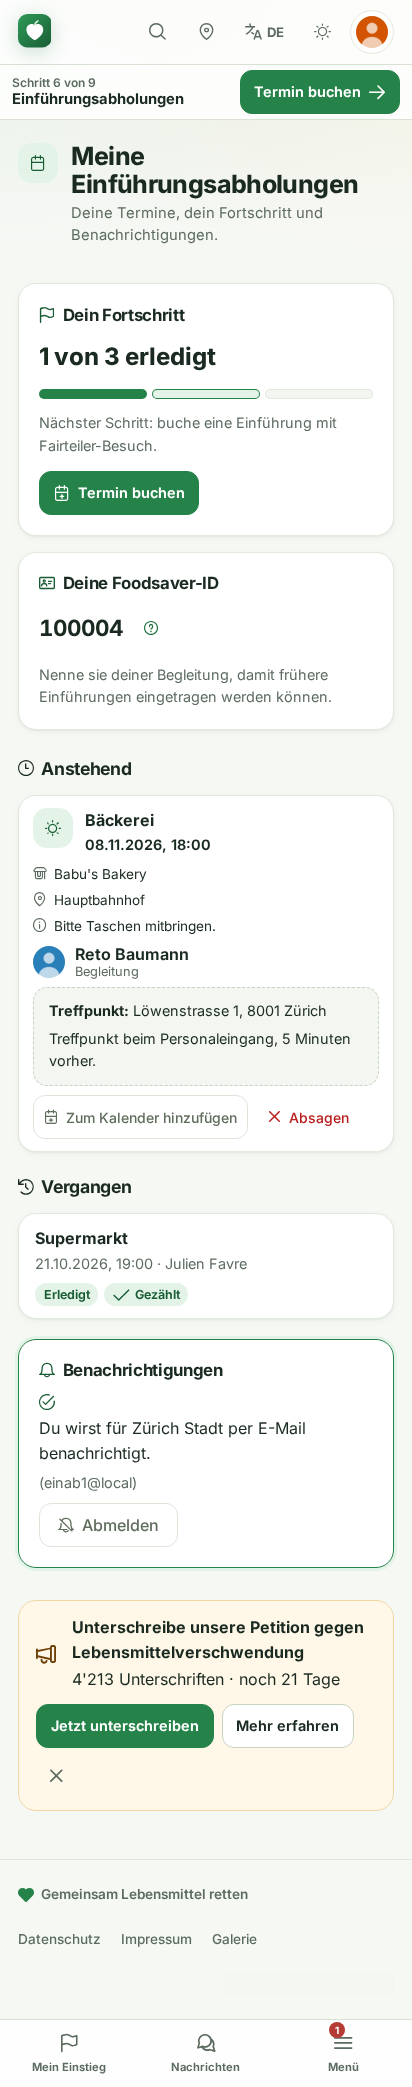 DE
Schritt 6 von 9
Einführungsabholungen
Termin buchen
Meine
Einführungsabholungen
Deine Termine, dein Fortschritt und
Benachrichtigungen.
Dein Fortschritt
1 von 3 erledigt
Nächster Schritt: buche eine Einführung mit
Fairteiler-Besuch.
Termin buchen
Deine Foodsaver-ID
100004
Nenne sie deiner Begleitung, damit frühere
Einführungen eingetragen werden können.
Anstehend
Bäckerei
08.11.2026, 18:00
Babu's Bakery
Hauptbahnhof
Bitte Taschen mitbringen.
Reto Baumann
Begleitung
Treffpunkt: Löwenstrasse 1, 8001 Zürich
Treffpunkt beim Personaleingang, 5 Minuten
vorher.
Zum Kalender hinzufügen
Absagen
Vergangen
Supermarkt
21.10.2026, 19:00 · Julien Favre
Erledigt
Gezählt
Benachrichtigungen
Du wirst für Zürich Stadt per E-Mail
benachrichtigt.
(einab1@local)
Abmelden
Unterschreibe unsere Petition gegen
Lebensmittelverschwendung
4'213 Unterschriften · noch 21 Tage
Jetzt unterschreiben
Mehr erfahren
Gemeinsam Lebensmittel retten
Datenschutz
Impressum
Galerie
1
Mein Einstieg
Nachrichten
Menü